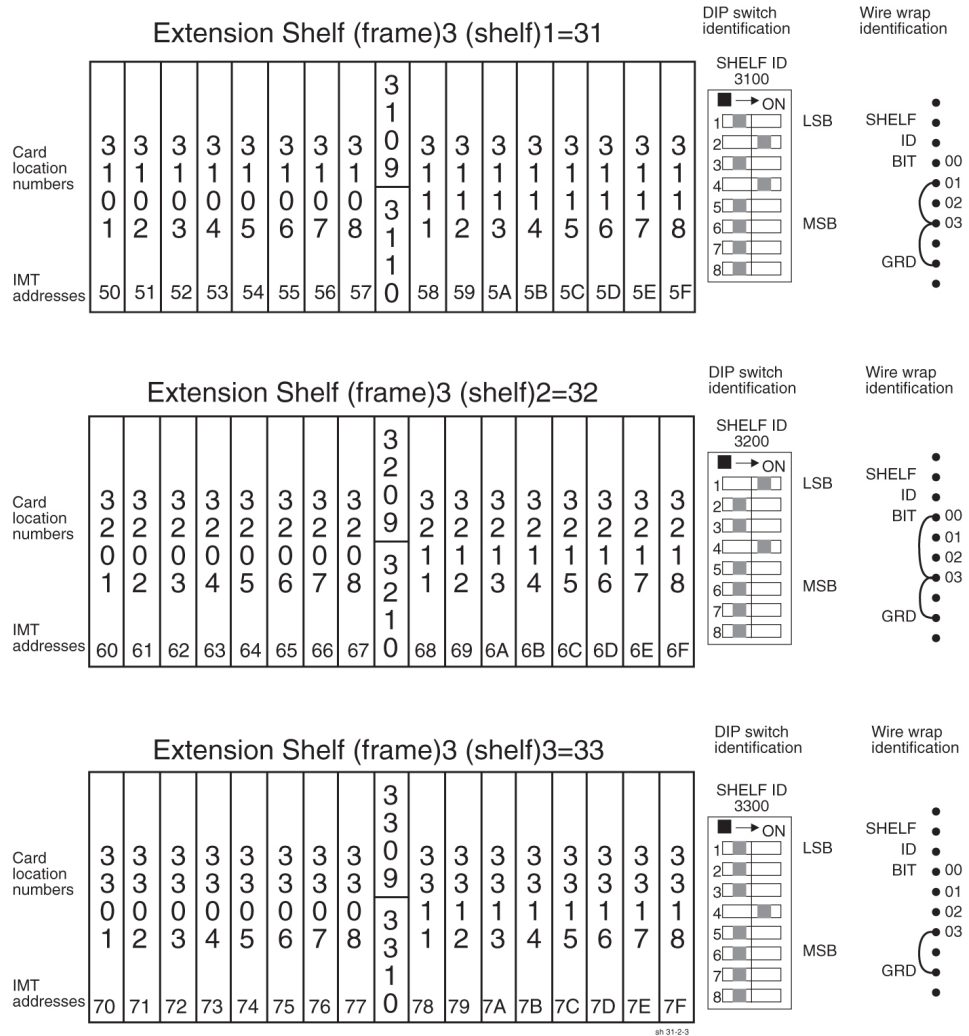 Extension Shelf (frame)3 (shelf)1=31
DIP switch identification
Wire wrap identification
Card location numbers
3101 3102 3103 3104 3105 3106 3107 3108 3109 3110 3111 3112 3113 3114 3115 3116 3117 3118
IMT addresses
50 51 52 53 54 55 56 57 58 59 5A 5B 5C 5D 5E 5F
SHELF ID
3100
ON
1 LSB
2
3
4
5
6 MSB
7
8
SHELF
ID
BIT 00
01
02
03
GRD
Extension Shelf (frame)3 (shelf)2=32
DIP switch identification
Wire wrap identification
Card location numbers
3201 3202 3203 3204 3205 3206 3207 3208 3209 3210 3211 3212 3213 3214 3215 3216 3217 3218
IMT addresses
60 61 62 63 64 65 66 67 68 69 6A 6B 6C 6D 6E 6F
SHELF ID
3200
ON
1 LSB
2
3
4
5
6 MSB
7
8
SHELF
ID
BIT 00
01
02
03
GRD
Extension Shelf (frame)3 (shelf)3=33
DIP switch identification
Wire wrap identification
Card location numbers
3301 3302 3303 3304 3305 3306 3307 3308 3309 3310 3311 3312 3313 3314 3315 3316 3317 3318
IMT addresses
70 71 72 73 74 75 76 77 78 79 7A 7B 7C 7D 7E 7F
SHELF ID
3300
ON
1 LSB
2
3
4
5
6 MSB
7
8
SHELF
ID
BIT 00
01
02
03
GRD
sh 31-2-3